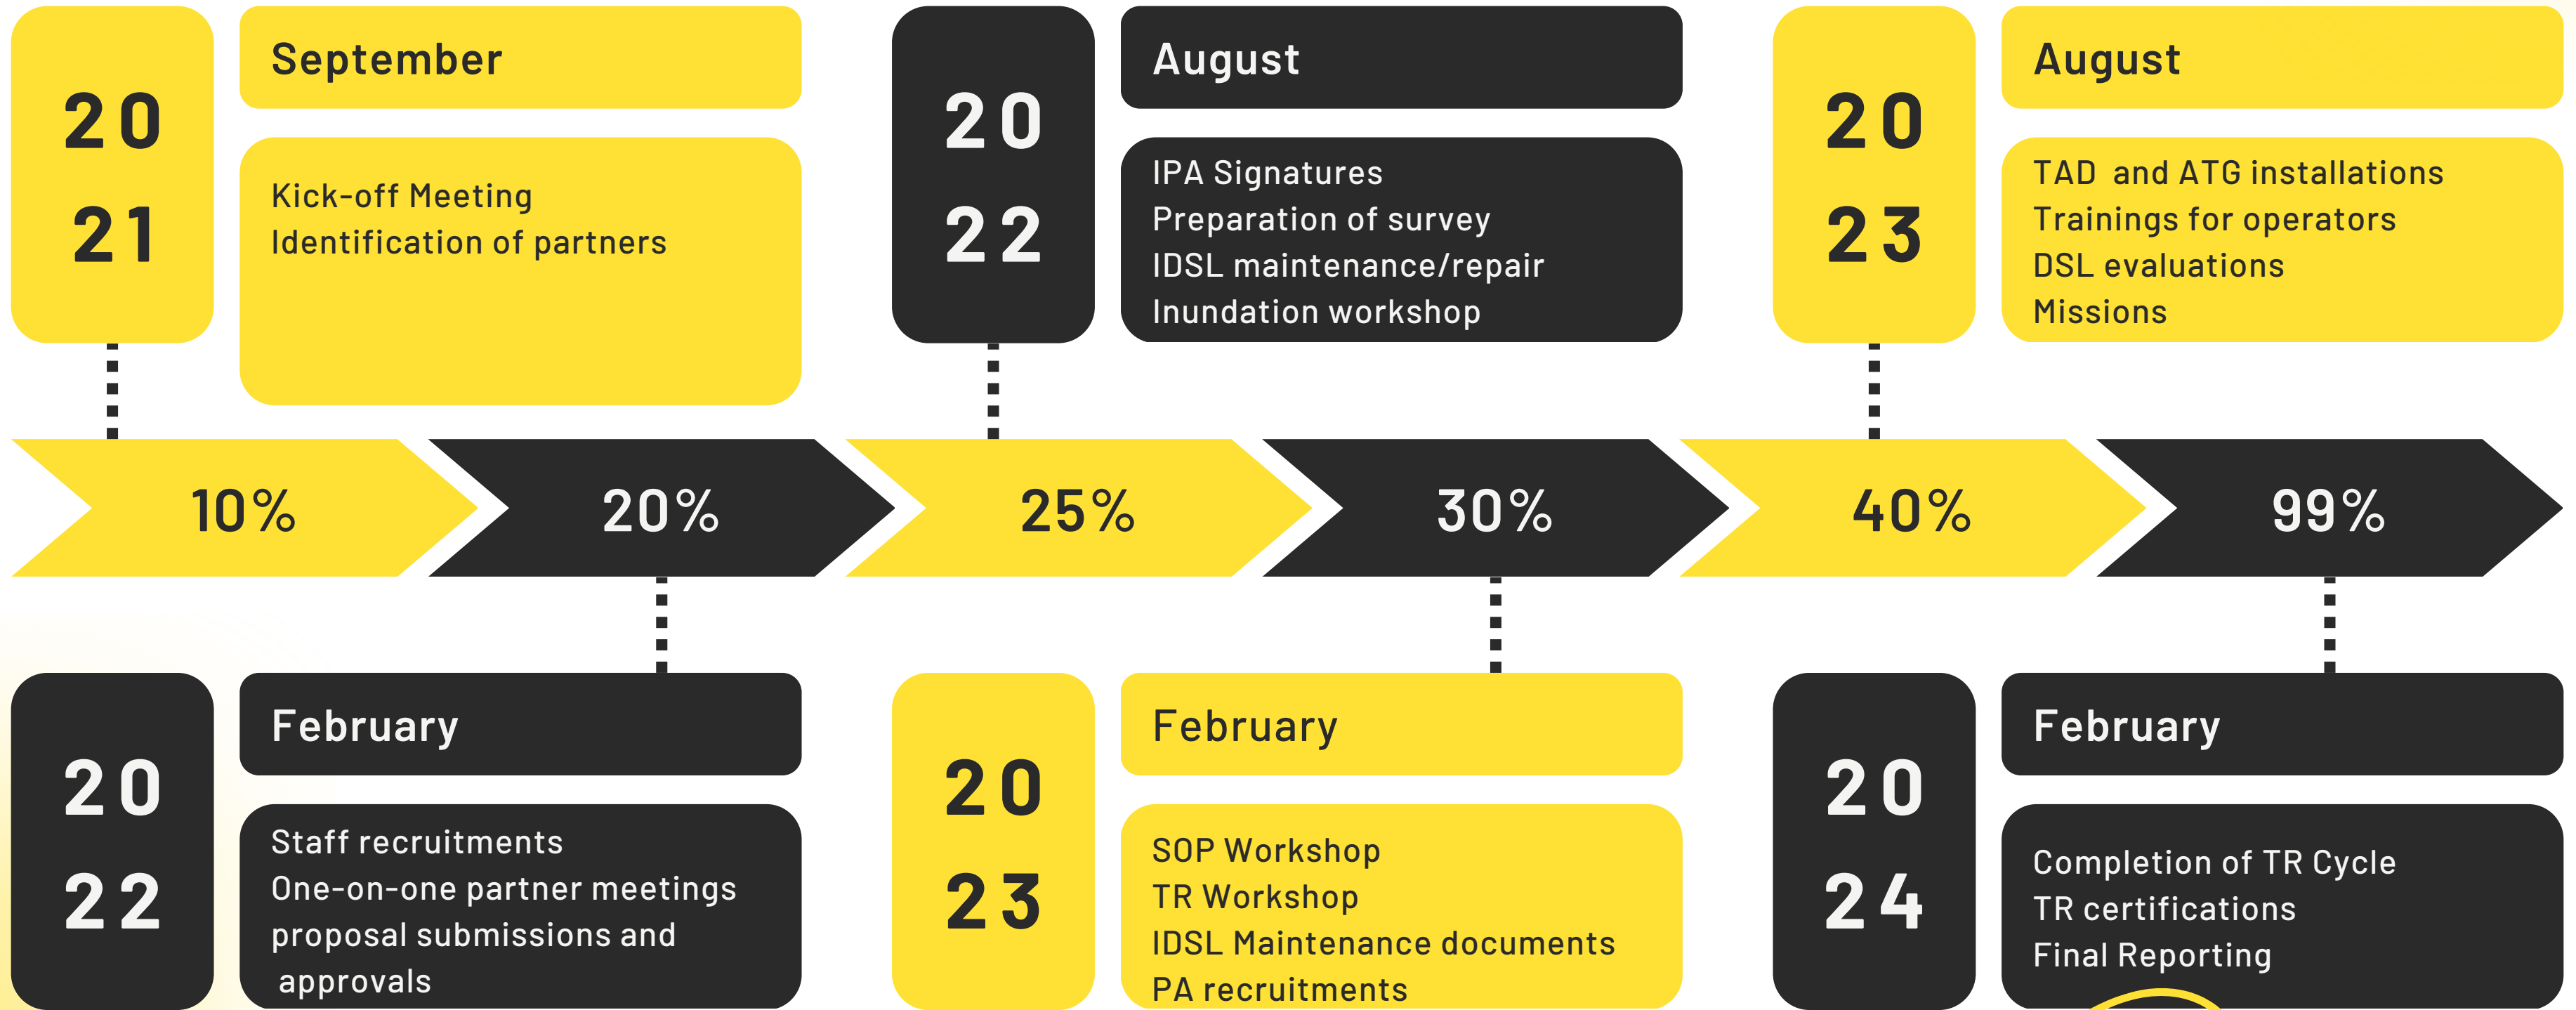 20
21
September
Kick-off Meeting
Identification of partners
20
22
August
IPA Signatures
Preparation of survey
IDSL maintenance/repair
Inundation workshop
20
23
August
TAD  and ATG installations
Trainings for operators
DSL evaluations
Missions
10%
20%
25%
30%
40%
99%
20
22
February
Staff recruitments
One-on-one partner meetings
proposal submissions and
approvals
20
23
February
SOP Workshop
TR Workshop
IDSL Maintenance documents
PA recruitments
20
24
February
Completion of TR Cycle
TR certifications
Final Reporting